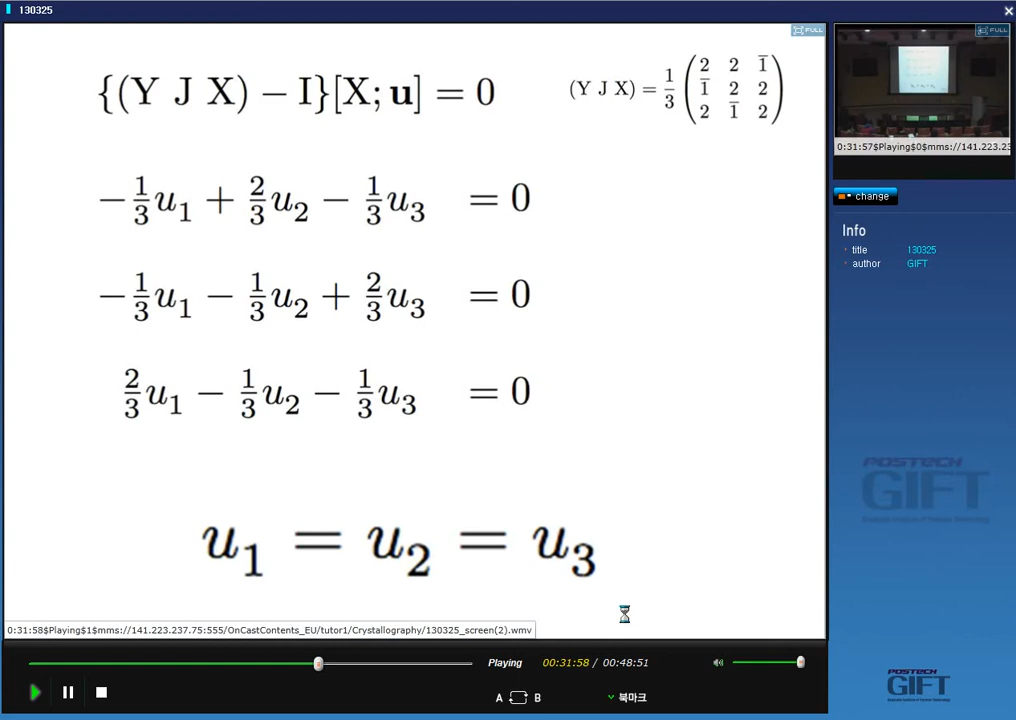 130325
FULL
{(Y J X) − I}[X; u] = 0
(Y J X) = 1/3 ( 2 2 1̅
1̅ 2 2
2 1̅ 2 )
−1/3 u₁ + 2/3 u₂ − 1/3 u₃ = 0
−1/3 u₁ − 1/3 u₂ + 2/3 u₃ = 0
2/3 u₁ − 1/3 u₂ − 1/3 u₃ = 0
u₁ = u₂ = u₃
0:31:58$Playing$1$mms://141.223.237.75:555/OnCastContents_EU/tutor1/Crystallography/130325_screen(2).wmv
Playing 00:31:58 / 00:48:51
A B 북마크
FULL
0:31:57$Playing$0$mms://141.223.23
change
Info
title 130325
author GIFT
POSTECH
GIFT
POSTECH
GIFT